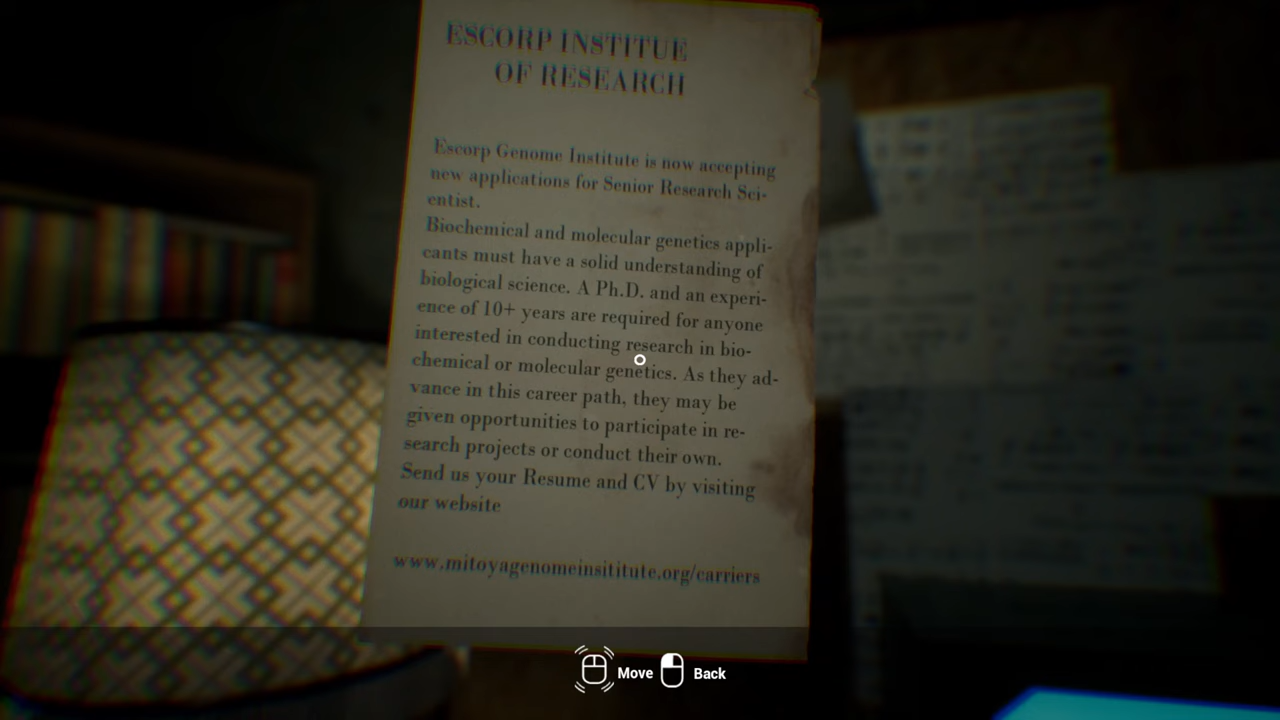 ESCORP INSTITUE
OF RESEARCH
Escorp Genome Institute is now accepting
new applications for Senior Research Sci-
entist.
Biochemical and molecular genetics appli-
cants must have a solid understanding of
biological science. A Ph.D. and an experi-
ence of 10+ years are required for anyone
interested in conducting research in bio-
chemical or molecular genetics. As they ad-
vance in this career path, they may be
given opportunities to participate in re-
search projects or conduct their own.
Send us your Resume and CV by visiting
our website
www.mitoyagenomeinsititute.org/carriers
Move Back